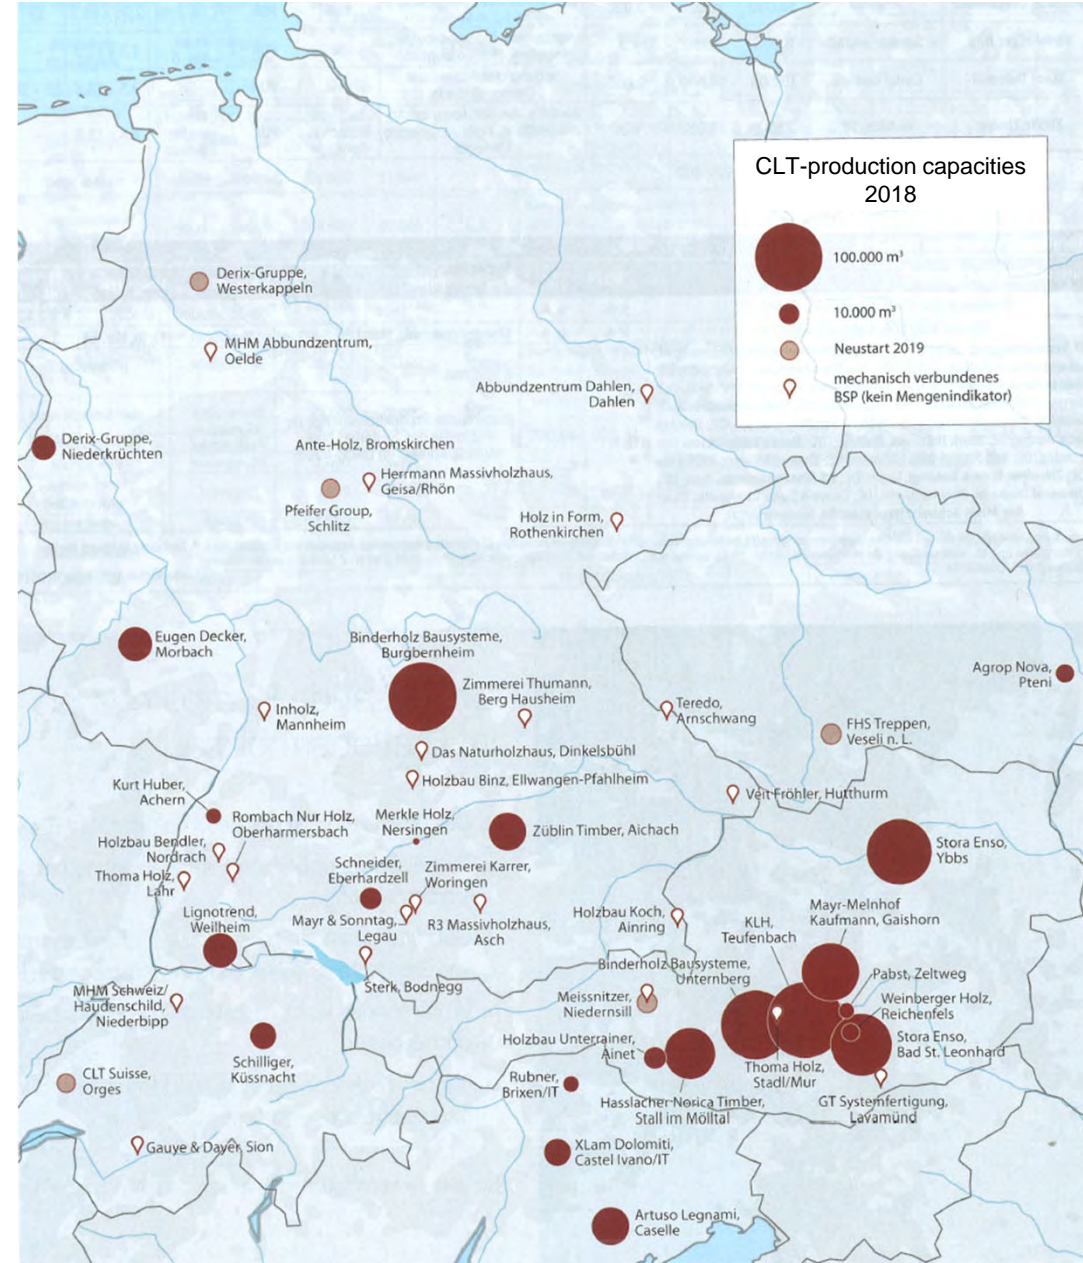 CLT-production capacities
2018
100.000 m³
10.000 m³
Neustart 2019
mechanisch verbundenes
BSP (kein Mengenindikator)
Derix-Gruppe,
Westerkappeln
MHM Abbundzentrum,
Oelde
Abbundzentrum Dahlen,
Dahlen
Derix-Gruppe,
Niederkrüchten
Ante-Holz, Bromskirchen
Herrmann Massivholzhaus,
Geisa/Rhön
Pfeifer Group,
Schlitz
Holz in Form,
Rothenkirchen
Eugen Decker,
Morbach
Binderholz Bausysteme,
Burgbernheim
Agrop Nova,
Pteni
Zimmerei Thumann,
Berg Hausheim
Inholz,
Mannheim
Teredo,
Arnschwang
FHS Treppen,
Veseli n. L.
Das Naturholzhaus, Dinkelsbühl
Holzbau Binz, Ellwangen-Pfahlheim
Veit Fröhler, Hutthurm
Kurt Huber,
Achern
Rombach Nur Holz,
Oberharmersbach
Merkle Holz,
Nersingen
Züblin Timber, Aichach
Holzbau Bendler,
Nordrach
Stora Enso,
Ybbs
Thoma Holz,
Lahr
Schneider,
Eberhardzell
Zimmerei Karrer,
Woringen
Lignotrend,
Weilheim
Mayr & Sonntag,
Legau
R3 Massivholzhaus,
Asch
Holzbau Koch,
Ainring
KLH,
Teufenbach
Mayr-Melnhof
Kaufmann, Gaishorn
Binderholz Bausysteme,
Unternberg
Pabst, Zeltweg
Sterk, Bodnegg
MHM Schweiz/
Haudenschild,
Niederbipp
Meissnitzer,
Niedernsill
Weinberger Holz,
Reichenfels
Holzbau Unterrainer,
Ainet
Stora Enso,
Bad St. Leonhard
Schilliger,
Küssnacht
CLT Suisse,
Orges
Rubner,
Brixen/IT
Thoma Holz,
Stadl/Mur
Hasslacher Norica Timber,
Stall im Mölltal
GT Systemfertigung,
Lavamünd
Gauye & Dayer, Sion
XLam Dolomiti,
Castel Ivano/IT
Artuso Legnami,
Caselle